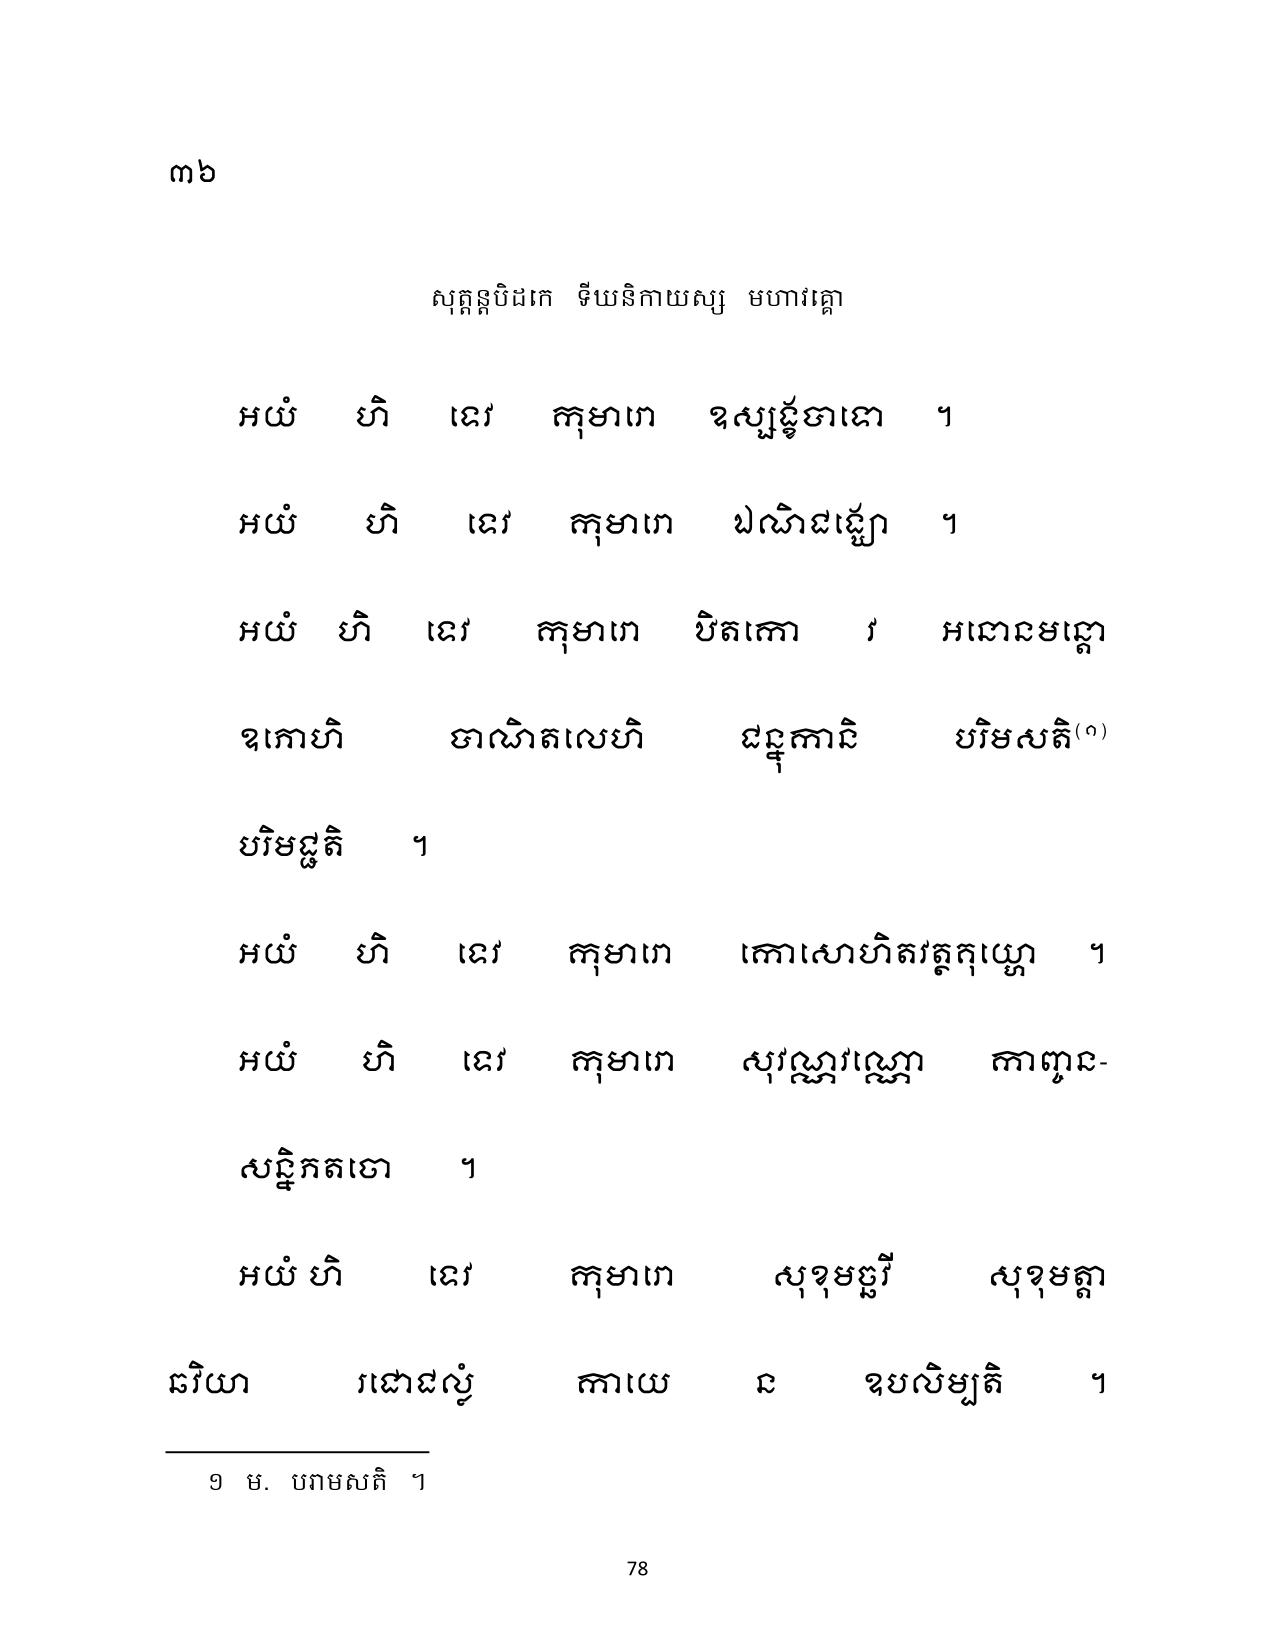 ៣៦
សុត្តន្តបិដកេ ទីឃនិកាយស្ស មហាវគ្គោ
អយំ ហិ ទេវ កុមារោ ឧស្សង្ខបាទោ ។
អយំ ហិ ទេវ កុមារោ ឯណិជង្ឃោ ។
អយំ ហិ ទេវ កុមារោ ឋិតកោ វ អនោនមន្តោ
ឧភោហិ បាណិតលេហិ ជន្នុកានិ បរិមសតិ(១)
បរិមជ្ជតិ ។
អយំ ហិ ទេវ កុមារោ កោសោហិតវត្ថគុយ្ហោ ។
អយំ ហិ ទេវ កុមារោ សុវណ្ណវណ្ណោ កាញ្ចន-
សន្និភតចោ ។
អយំ ហិ ទេវ កុមារោ សុខុមច្ឆវី សុខុមត្តា
ឆវិយា រជោជល្លំ កាយេ ន ឧបលិម្បតិ ។
១ ម. បរាមសតិ ។
78